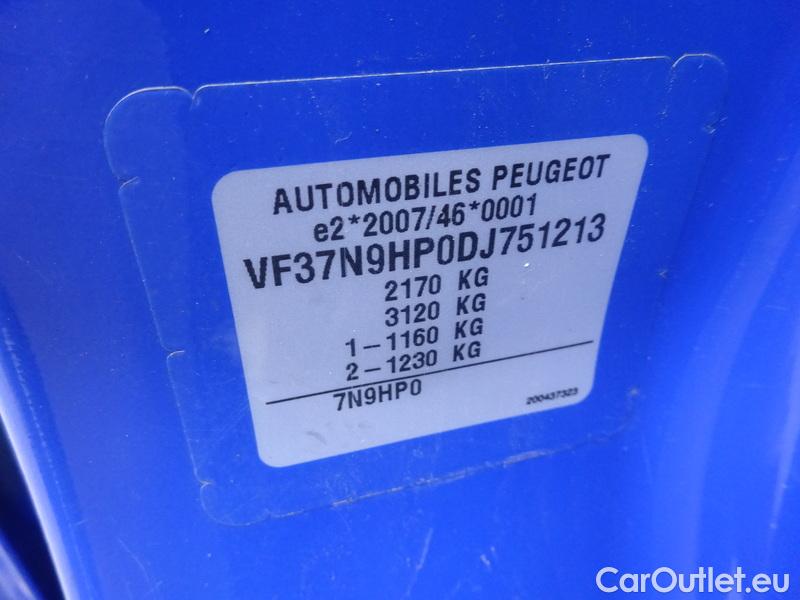 AUTOMOBILES PEUGEOT
e2*2007/46*0001
VF37N9HP0DJ751213
2170 KG
3120 KG
1-1160 KG
2-1230 KG
7N9HP0
200437323
CarOutlet.eu